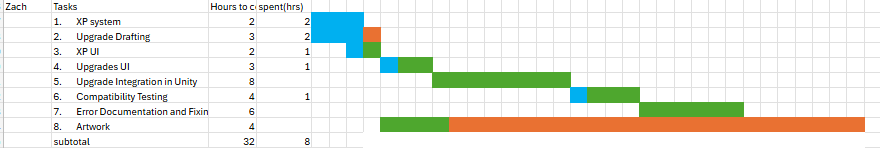 Zach Tasks Hours to c spent(hrs)
1. XP system 2 2
2. Upgrade Drafting 3 2
3. XP UI 2 1
4. Upgrades UI 3 1
5. Upgrade Integration in Unity 8
6. Compatibility Testing 4 1
7. Error Documentation and Fixin 6
8. Artwork 4
subtotal 32 8